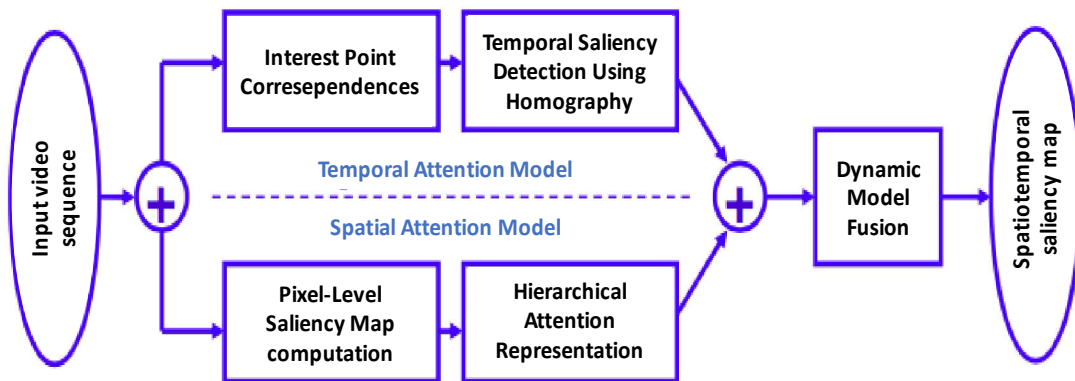 Input video
sequence
+
Interest Point
Corresependences
Temporal Saliency
Detection Using
Homography
Temporal Attention Model
Spatial Attention Model
Pixel-Level
Saliency Map
computation
Hierarchical
Attention
Representation
+
Dynamic
Model
Fusion
Spatiotemporal
saliency map